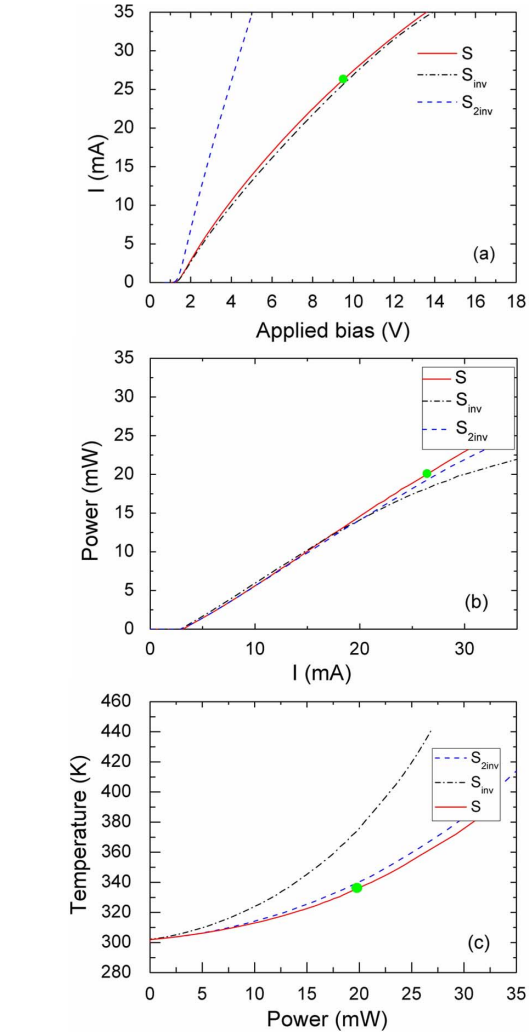 35
30
25
20
15
10
5
0
I (mA)
S
S_inv
S_2inv
(a)
0 2 4 6 8 10 12 14 16 18
Applied bias (V)
35
30
25
20
15
10
5
0
Power (mW)
S
S_inv
S_2inv
(b)
0 10 20 30
I (mA)
460
440
420
400
380
360
340
320
300
280
Temperature (K)
S_2inv
S_inv
S
(c)
0 5 10 15 20 25 30 35
Power (mW)